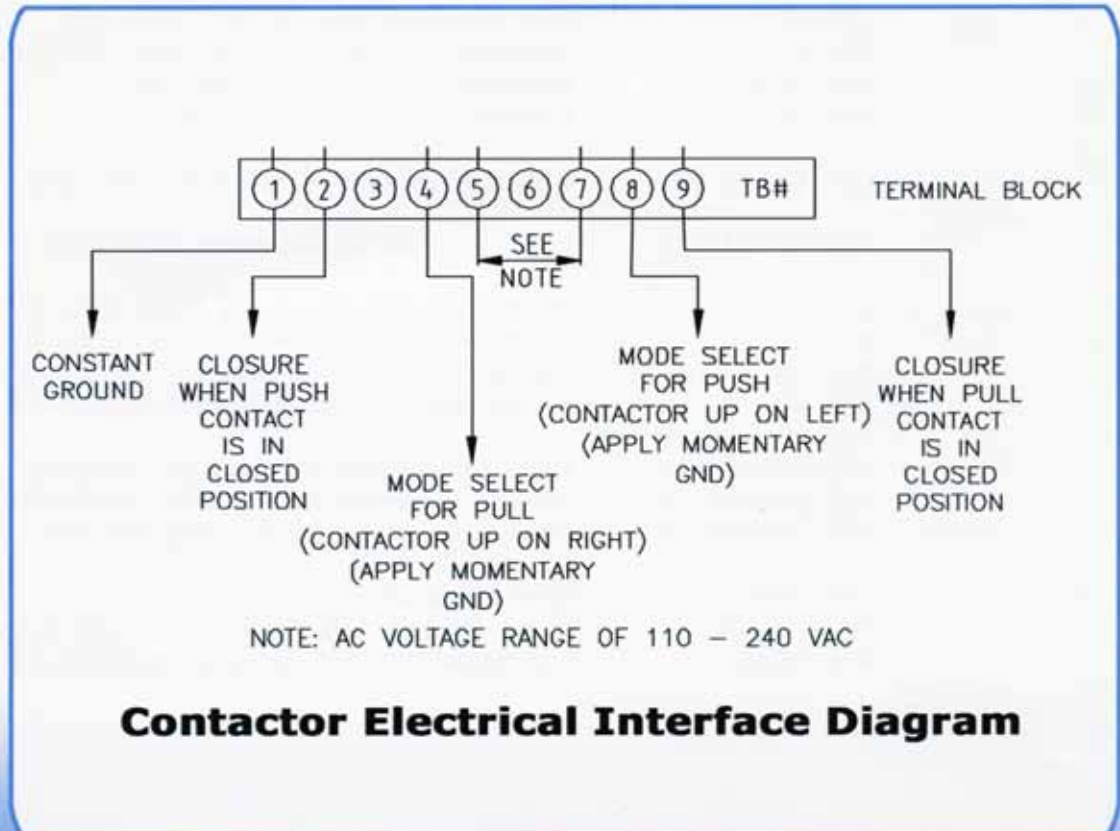 1 2 3 4 5 6 7 8 9 TB#
TERMINAL BLOCK
SEE
NOTE
CONSTANT
GROUND
CLOSURE
WHEN PUSH
CONTACT
IS IN
CLOSED
POSITION
MODE SELECT
FOR PULL
(CONTACTOR UP ON RIGHT)
(APPLY MOMENTARY
GND)
MODE SELECT
FOR PUSH
(CONTACTOR UP ON LEFT)
(APPLY MOMENTARY
GND)
CLOSURE
WHEN PULL
CONTACT
IS IN
CLOSED
POSITION
NOTE: AC VOLTAGE RANGE OF 110 – 240 VAC
Contactor Electrical Interface Diagram